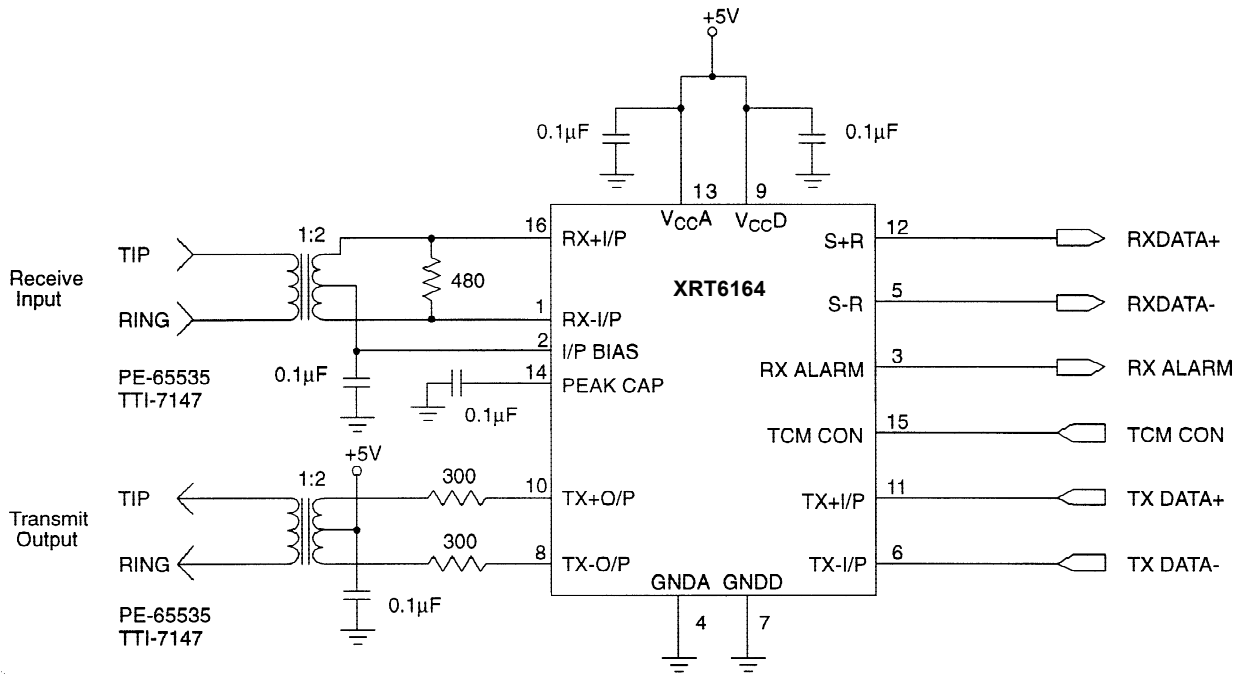 +5V
0.1µF
0.1µF
13
9
VCCA
VCCD
16
RX+I/P
1:2
TIP
Receive
Input
480
XRT6164
S+R
12
RXDATA+
S-R
5
RXDATA-
RING
1
RX-I/P
2
I/P BIAS
14
PEAK CAP
RX ALARM
3
RX ALARM
PE-65535
TTI-7147
0.1µF
0.1µF
TCM CON
15
TCM CON
+5V
1:2
300
TIP
10
TX+O/P
TX+I/P
11
TX DATA+
Transmit
Output
300
RING
8
TX-O/P
TX-I/P
6
TX DATA-
GNDA
GNDD
PE-65535
TTI-7147
0.1µF
4
7